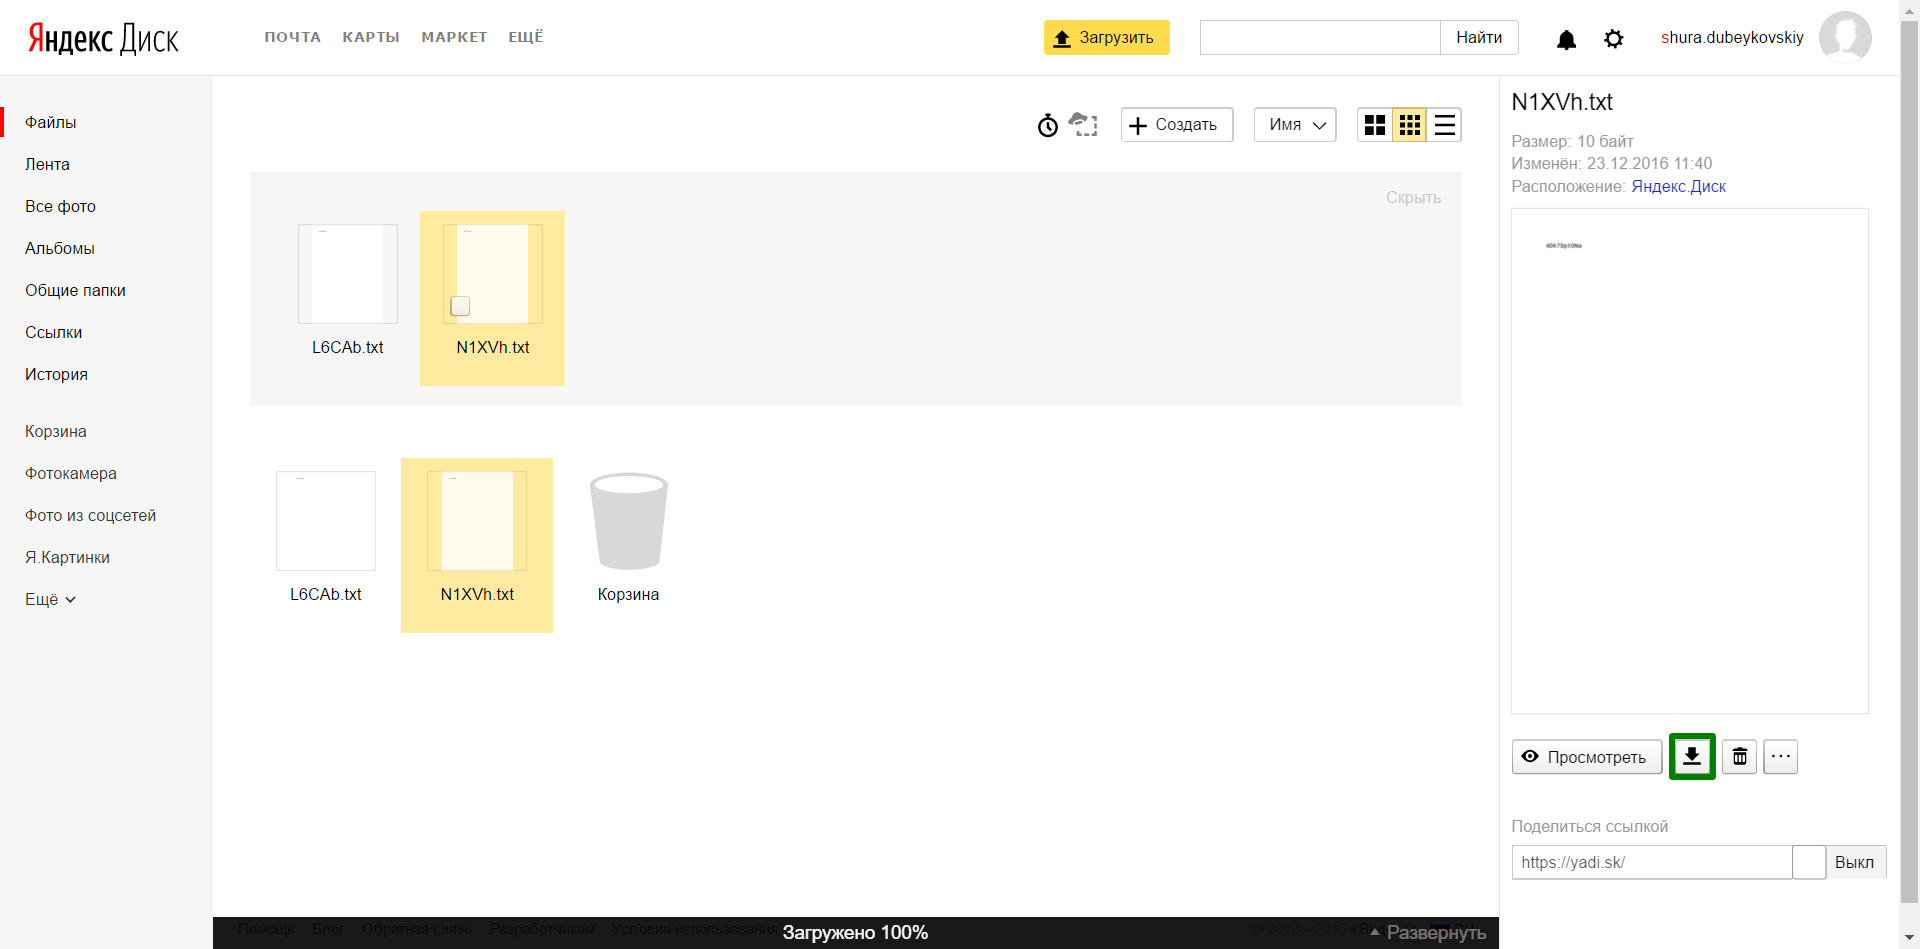 Яндекс Диск
ПОЧТА КАРТЫ МАРКЕТ ЕЩЁ
Загрузить
Найти
shura.dubeykovskiy
Файлы
Лента
Все фото
Альбомы
Общие папки
Ссылки
История
Корзина
Фотокамера
Фото из соцсетей
Я.Картинки
Ещё
Создать
Имя
Скрыть
L6CAb.txt
N1XVh.txt
L6CAb.txt
N1XVh.txt
Корзина
N1XVh.txt
Размер: 10 байт
Изменён: 23.12.2016 11:40
Расположение: Яндекс.Диск
Просмотреть
Поделиться ссылкой
https://yadi.sk/
Выкл
Помощь Блог Обратная связь Разработчикам Условия использования
Загружено 100%
© 2012—2016
Развернуть